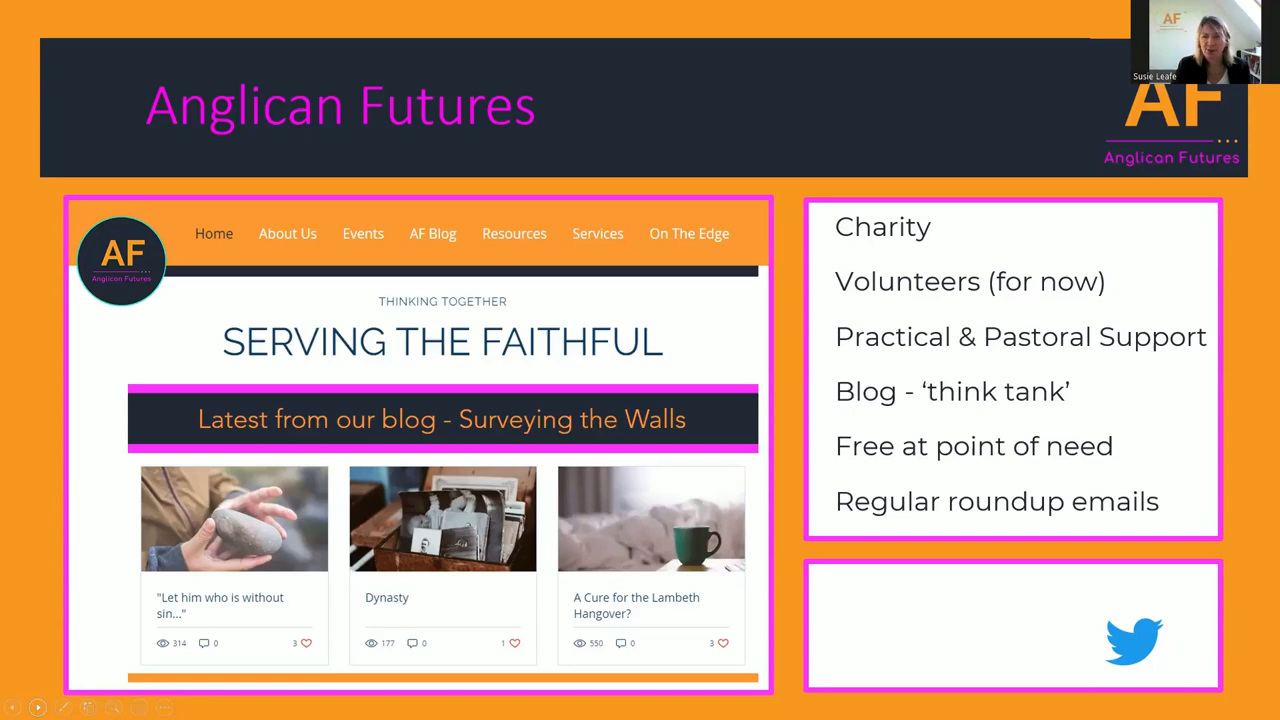 AF
Susie Leafe
Anglican Futures
AF
Anglican Futures
AF
Anglican Futures
Home About Us Events AF Blog Resources Services On The Edge
THINKING TOGETHER
SERVING THE FAITHFUL
Latest from our blog - Surveying the Walls
"Let him who is without
sin..."
314 0 3
Dynasty
177 0 1
A Cure for the Lambeth
Hangover?
550 0 3
Charity
Volunteers (for now)
Practical & Pastoral Support
Blog - ‘think tank’
Free at point of need
Regular roundup emails